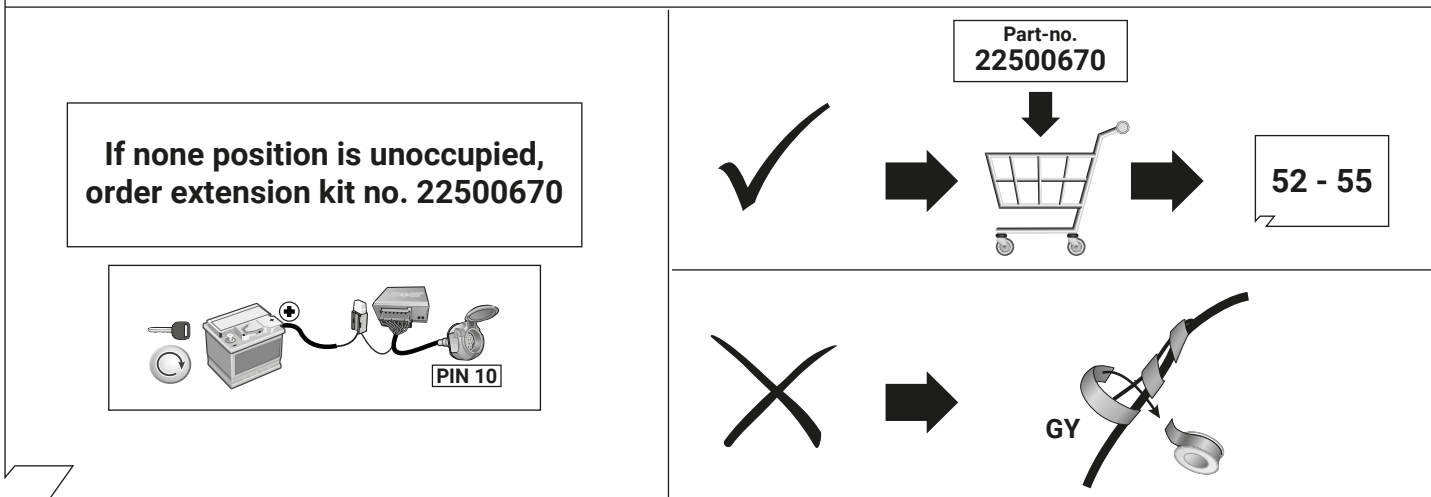 If none position is unoccupied,
order extension kit no. 22500670
PIN 10
Part-no.
22500670
52 - 55
GY